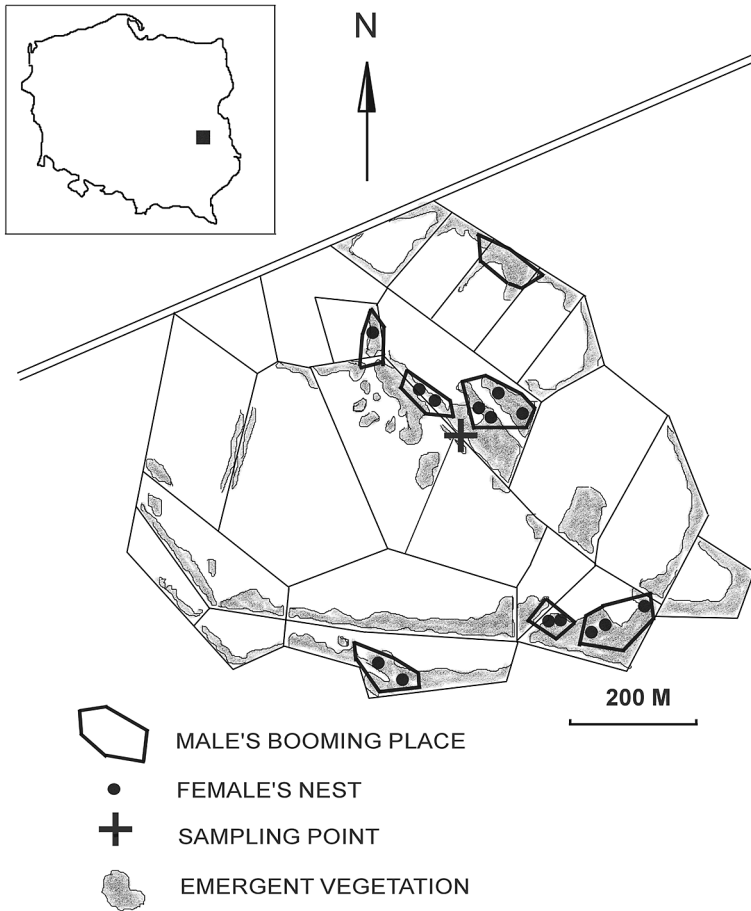 N
200 M
MALE'S BOOMING PLACE
FEMALE'S NEST
SAMPLING POINT
EMERGENT VEGETATION